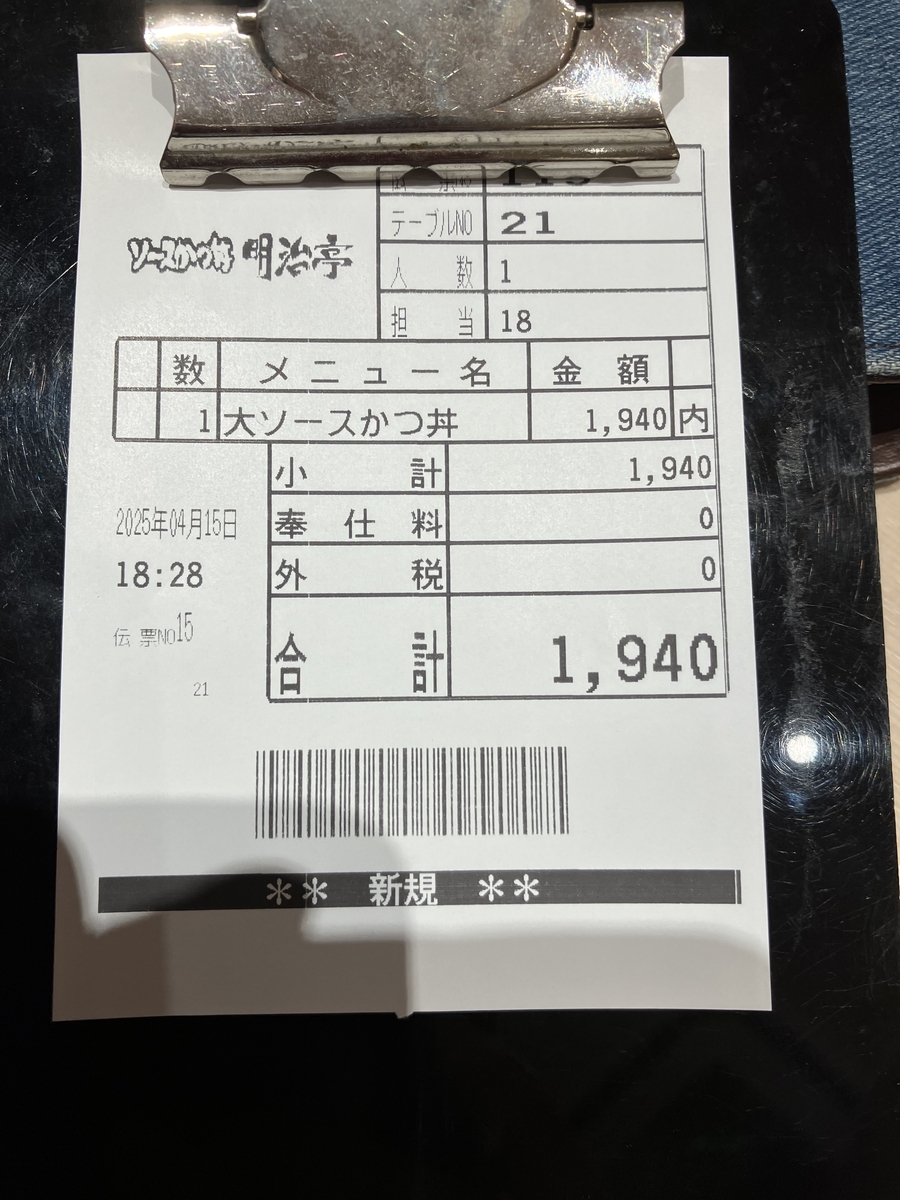 テーブルNO 21
ソースかつ丼 明治亭
人 数 1
担 当 18
数 メニュー名 金 額
1 大ソースかつ丼 1,940 内
小 計 1,940
2025年04月15日
奉 仕 料 0
18:28
外 税 0
伝 票NO15
合 計 1,940
21
** 新規 **